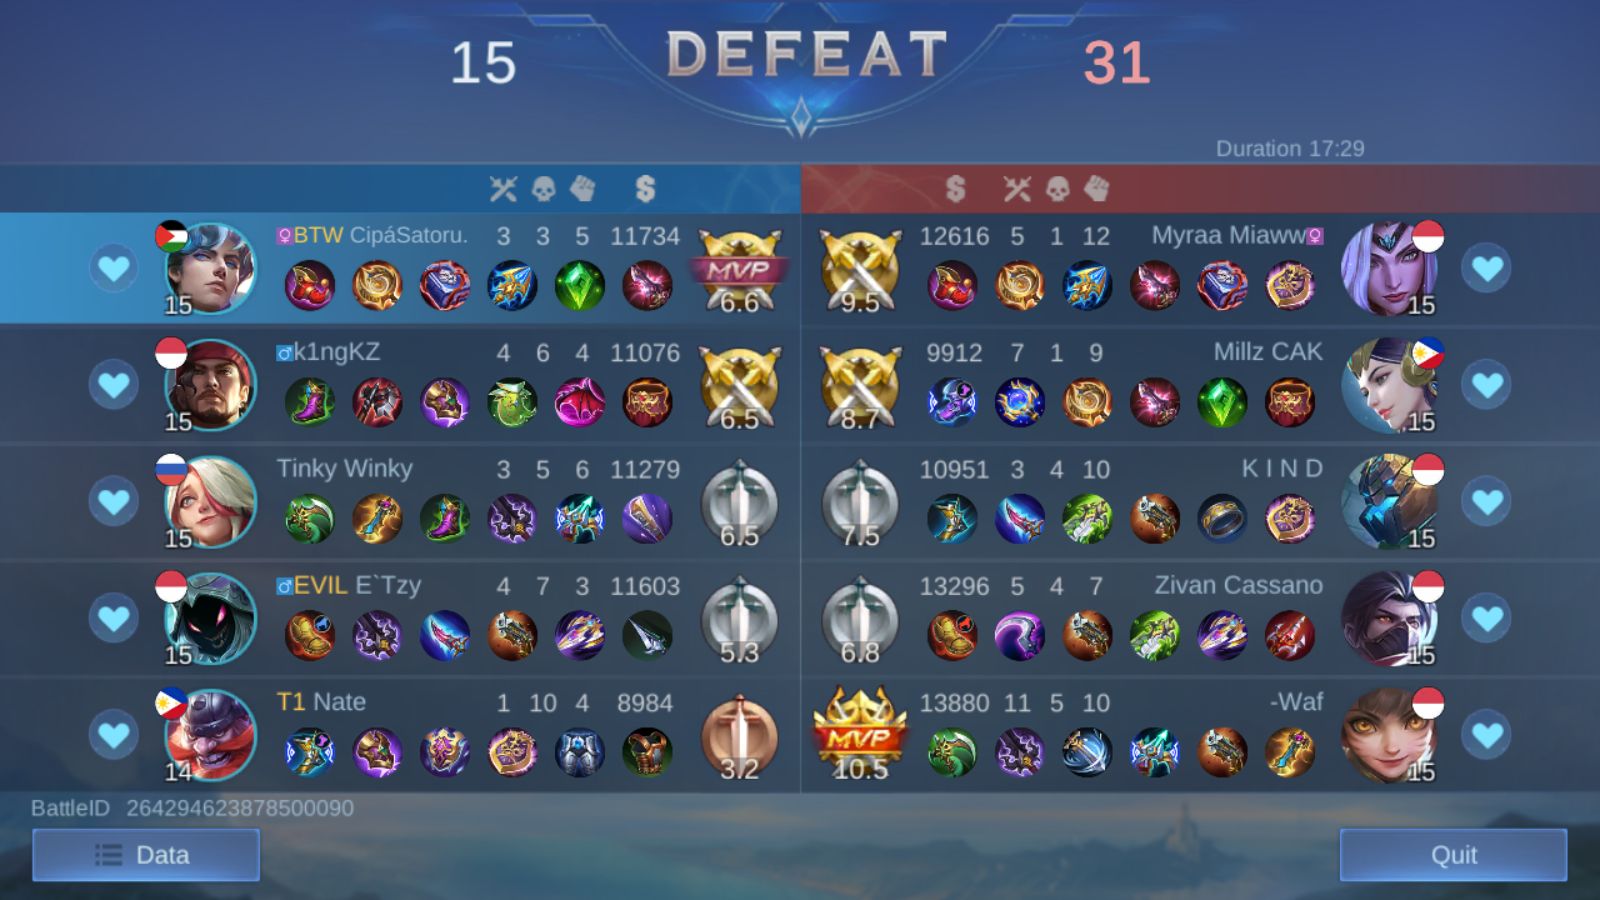 15 DEFEAT 31
Duration 17:29
BTW CipáSatoru. 3 3 5 11734 MVP 6.6 15
9.5 12616 5 1 12 Myraa Miaww 15
k1ngKZ 4 6 4 11076 6.5 15
8.7 9912 7 1 9 Millz CAK 15
Tinky Winky 3 5 6 11279 6.5 15
7.5 10951 3 4 10 K I N D 15
EVIL E`Tzy 4 7 3 11603 5.3 15
6.8 13296 5 4 7 Zivan Cassano 15
T1 Nate 1 10 4 8984 3.2 14
MVP 10.5 13880 11 5 10 -Waf 15
BattleID 264294623878500090
Data
Quit